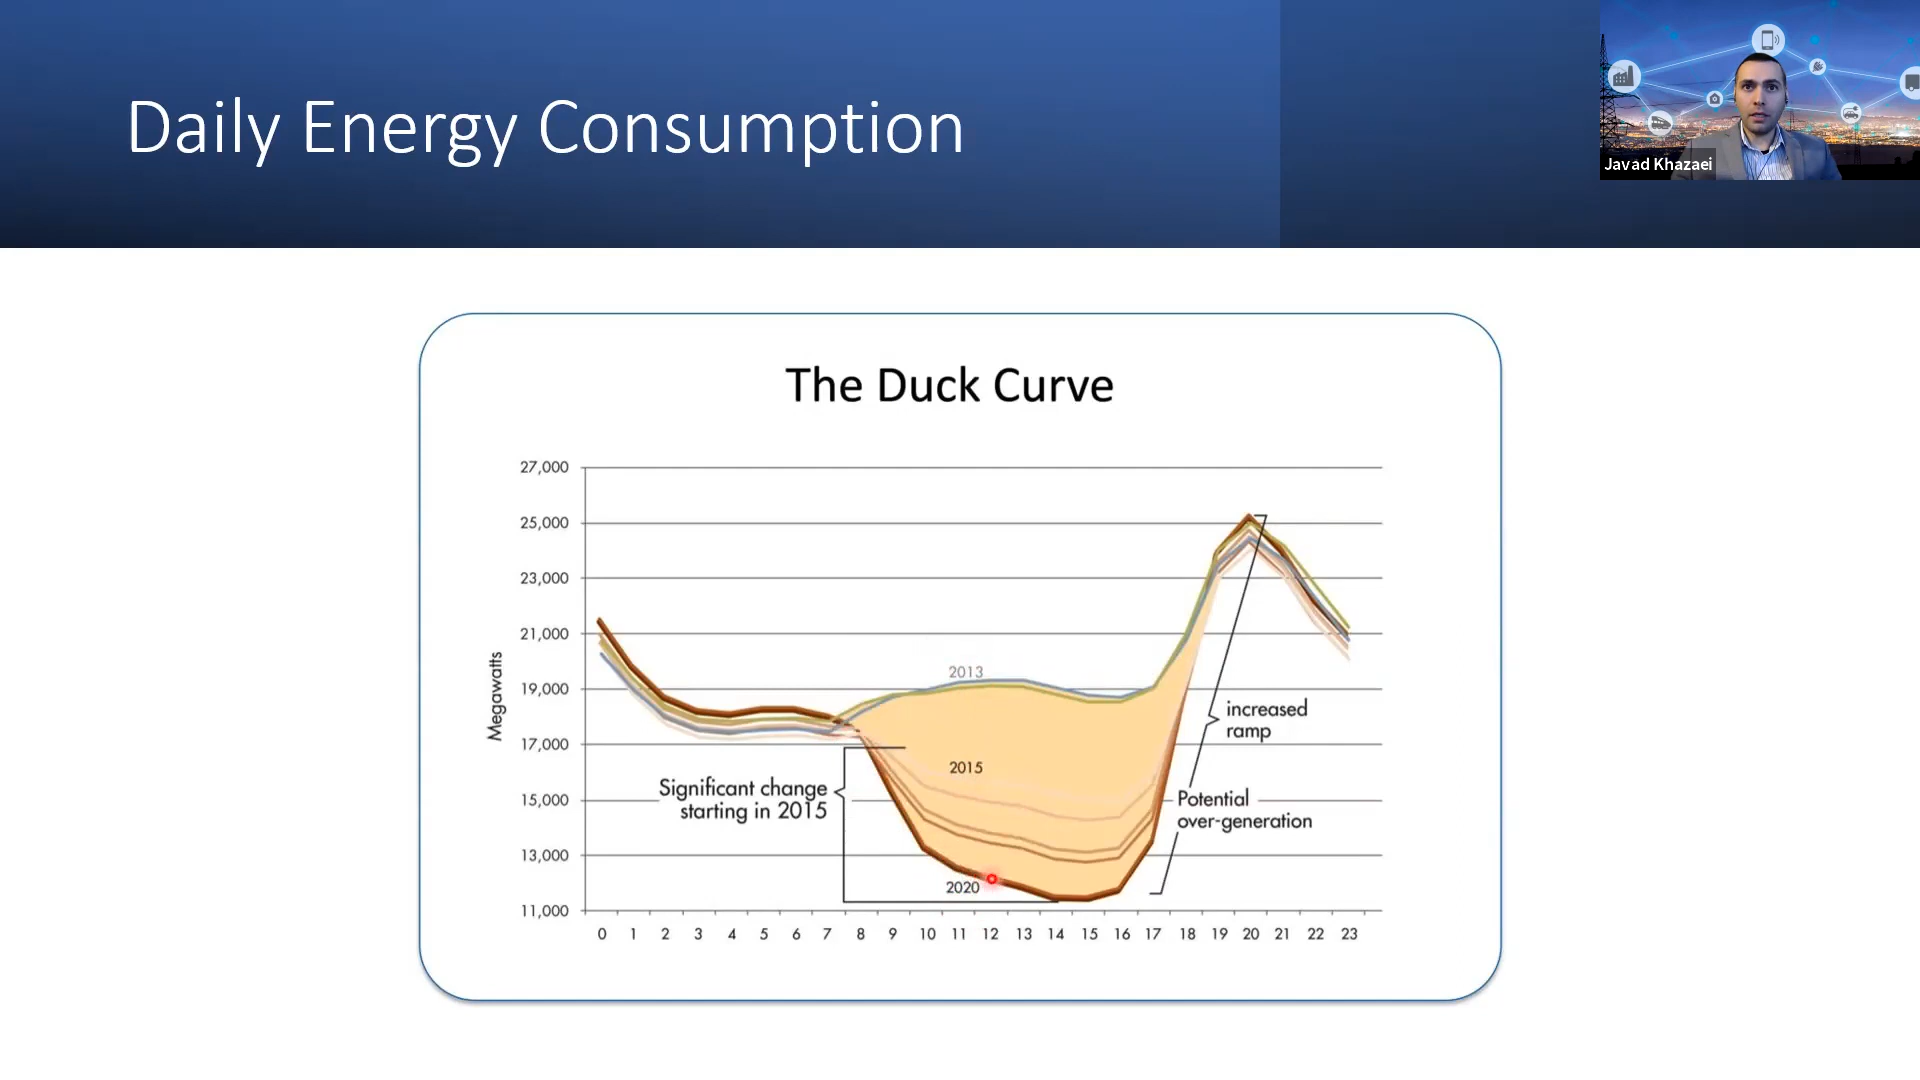 Daily Energy Consumption
Javad Khazaei
The Duck Curve
27,000
25,000
23,000
21,000
19,000
17,000
15,000
13,000
11,000
Megawatts
2013
2015
2020
Significant change
starting in 2015
increased
ramp
Potential
over-generation
0 1 2 3 4 5 6 7 8 9 10 11 12 13 14 15 16 17 18 19 20 21 22 23